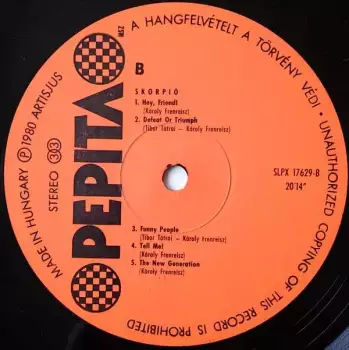 A HANGFELVÉTELT A TÖRVÉNY VÉDI · UNAUTHORIZED COPYING OF THIS RECORD IS PROHIBITED
MADE IN HUNGARY Ⓟ 1980 ARTISJUS
STEREO 33
PEPITA
MSZ
B
SKORPIÓ
1. Hey, Friend!
(Károly Frenreisz)
2. Defeat Or Triumph
(Tibor Tátrai - Károly Frenreisz)
SLPX 17629-B
20'14"
3. Funny People
(Tibor Tátrai - Károly Frenreisz)
4. Tell Me!
(Károly Frenreisz)
5. The New Generation
(Károly Frenreisz)